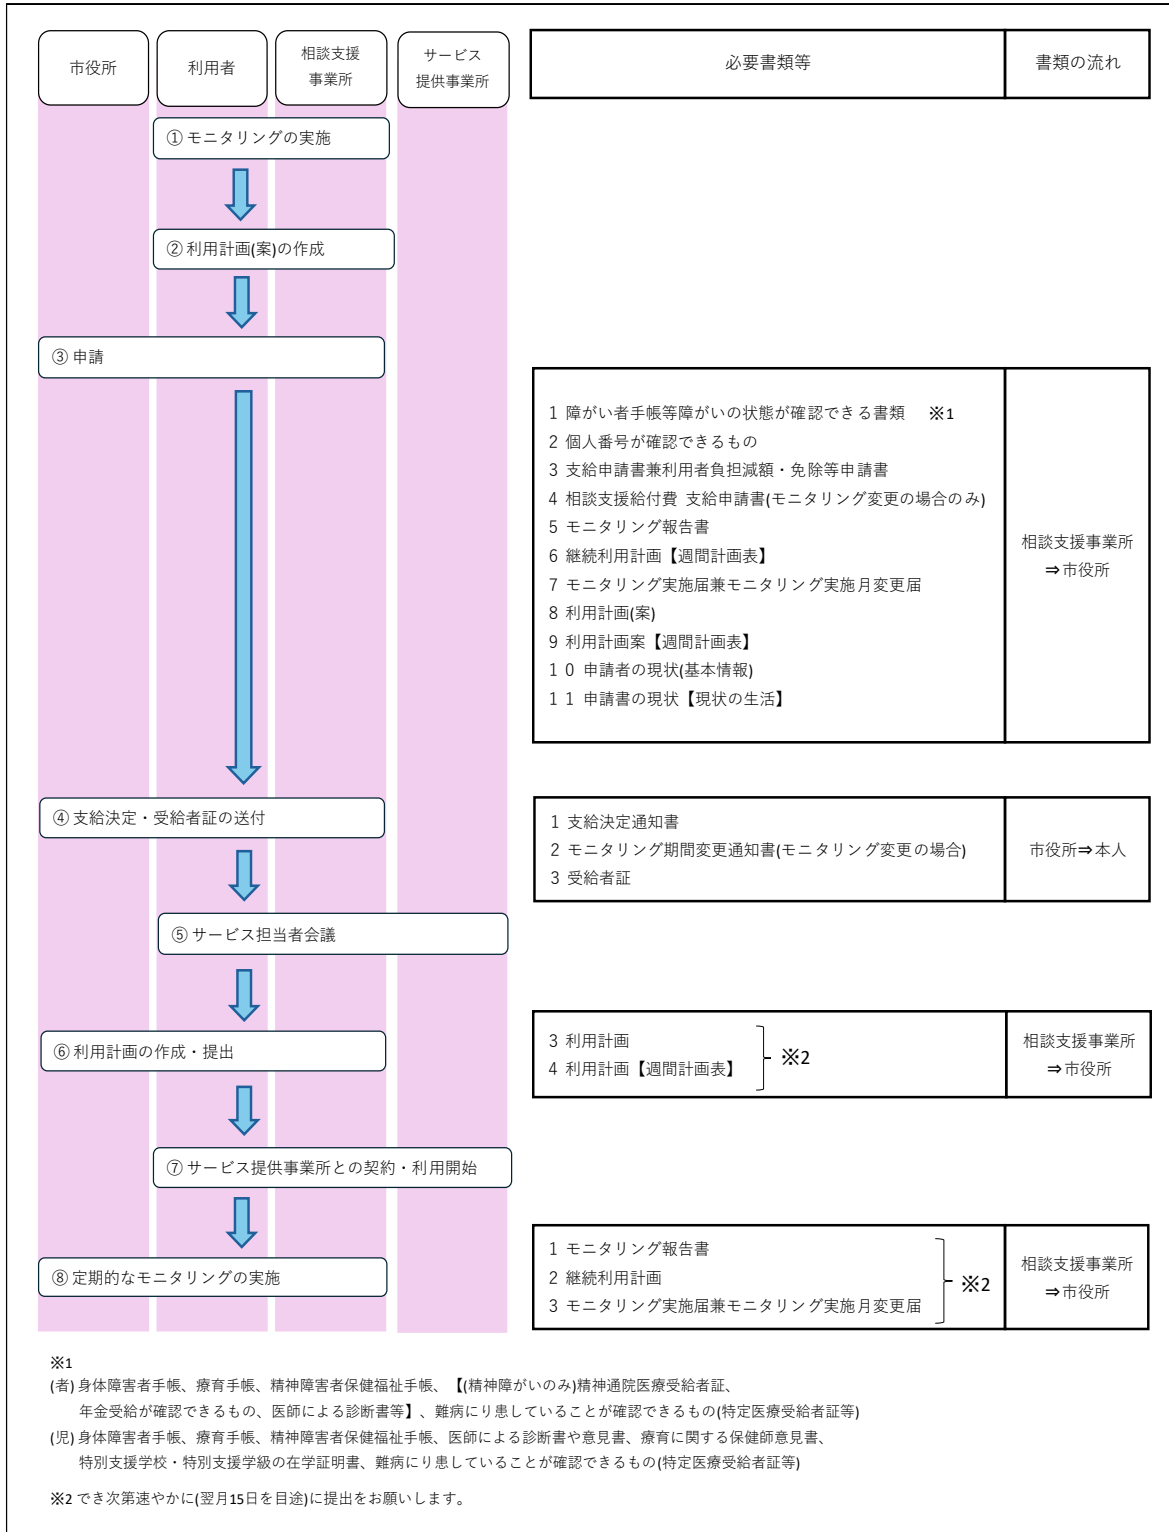 市役所
利用者
相談支援
事業所
サービス
提供事業所
必要書類等
書類の流れ
① モニタリングの実施
② 利用計画(案)の作成
③ 申請
1 障がい者手帳等障がいの状態が確認できる書類 ※1
2 個人番号が確認できるもの
3 支給申請書兼利用者負担減額・免除等申請書
4 相談支援給付費 支給申請書(モニタリング変更の場合のみ)
5 モニタリング報告書
6 継続利用計画【週間計画表】
7 モニタリング実施届兼モニタリング実施月変更届
8 利用計画(案)
9 利用計画案【週間計画表】
10 申請者の現状(基本情報)
11 申請書の現状【現状の生活】
相談支援事業所
⇒市役所
④ 支給決定・受給者証の送付
1 支給決定通知書
2 モニタリング期間変更通知書(モニタリング変更の場合)
3 受給者証
市役所⇒本人
⑤ サービス担当者会議
⑥ 利用計画の作成・提出
3 利用計画
4 利用計画【週間計画表】
※2
相談支援事業所
⇒市役所
⑦ サービス提供事業所との契約・利用開始
⑧ 定期的なモニタリングの実施
1 モニタリング報告書
2 継続利用計画
3 モニタリング実施届兼モニタリング実施月変更届
※2
相談支援事業所
⇒市役所
※1
(者) 身体障害者手帳、療育手帳、精神障害者保健福祉手帳、【(精神障がいのみ)精神通院医療受給者証、
年金受給が確認できるもの、医師による診断書等】、難病にり患していることが確認できるもの(特定医療受給者証等)
(児) 身体障害者手帳、療育手帳、精神障害者保健福祉手帳、医師による診断書や意見書、療育に関する保健師意見書、
特別支援学校・特別支援学級の在学証明書、難病にり患していることが確認できるもの(特定医療受給者証等)
※2 でき次第速やかに(翌月15日を目途)に提出をお願いします。